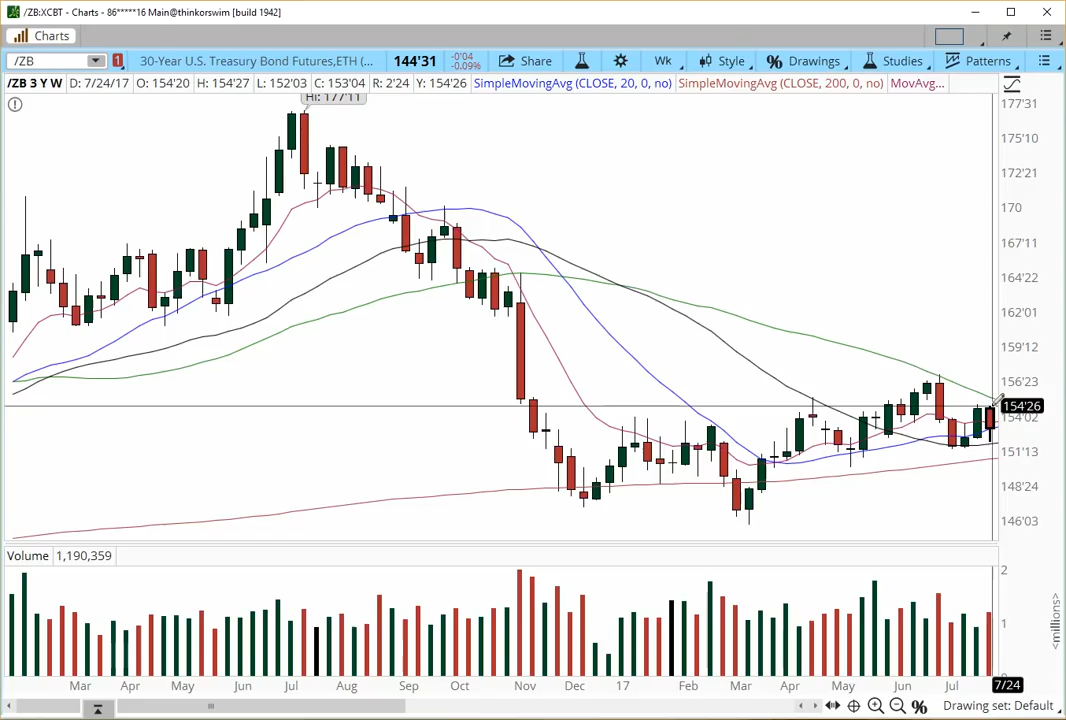 /ZB:XCBT - Charts - 86*****16 Main@thinkorswim [build 1942]
Charts
/ZB 1 30-Year U.S. Treasury Bond Futures,ETH (... 144'31 -0'04 -0.09% Share Wk Style Drawings Studies Patterns
/ZB 3 Y W D: 7/24/17 O: 154'20 H: 154'27 L: 152'03 C: 153'04 R: 2'24 Y: 154'26 SimpleMovingAvg (CLOSE, 20, 0, no) SimpleMovingAvg (CLOSE, 200, 0, no) MovAvg...
Hi: 177'11
177'31
175'10
172'21
170
167'11
164'22
162'01
159'12
156'23
154'26
154'02
151'13
148'24
146'03
Volume 1,190,359
2
1
<millions>
Mar Apr May Jun Jul Aug Sep Oct Nov Dec 17 Feb Mar Apr May Jun Jul 7/24
Drawing set: Default